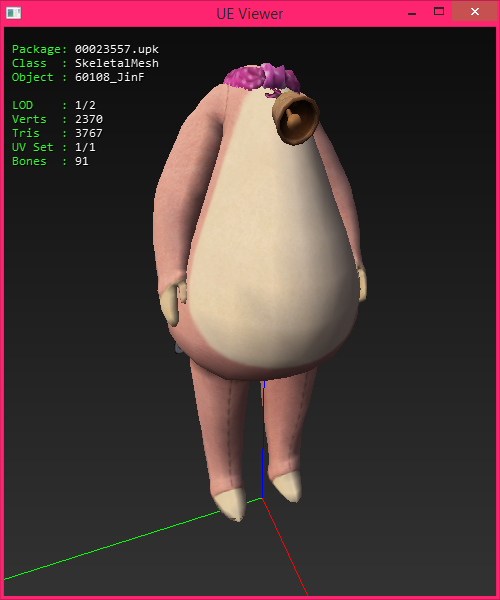 UE Viewer
Package: 00023557.upk
Class  : SkeletalMesh
Object : 60108_JinF
LOD    : 1/2
Verts  : 2370
Tris   : 3767
UV Set : 1/1
Bones  : 91